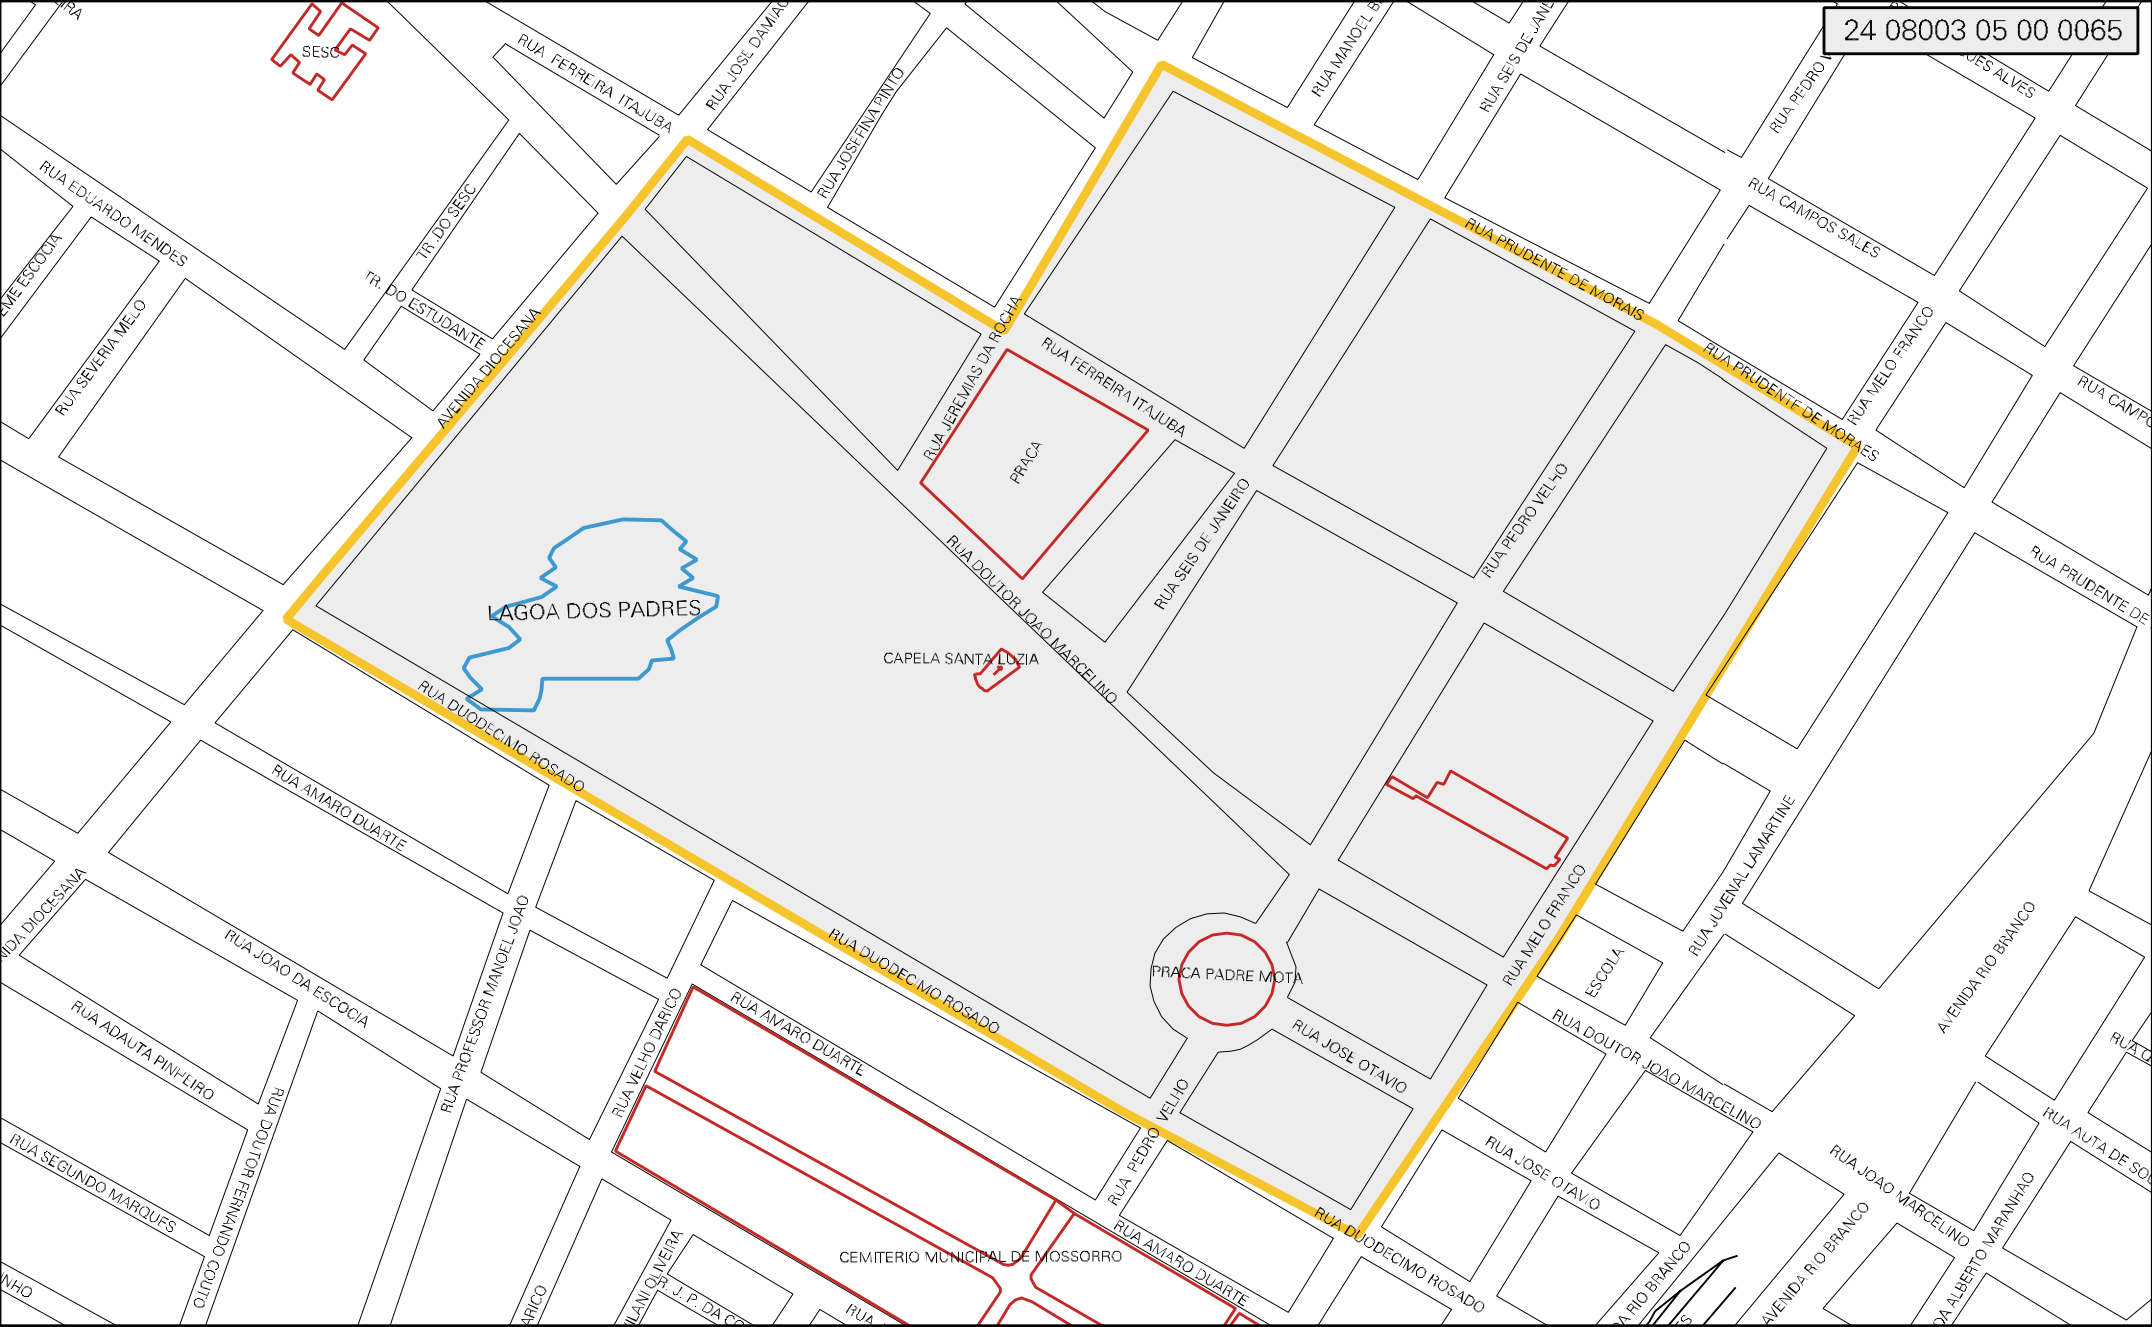 24 08003 05 00 0065
SESC
RUA FERREIRA ITAJUBA
RUA JOSEFINA PINTO
RUA EDUARDO MENDES
TR. DO SESC
TR. DO ESTUDANTE
RUA SEVERIA MELO
AVENIDA DIOCESANA
RUA CAMPOS SALES
RUA PRUDENTE DE MORAIS
RUA PRUDENTE DE MORAES
RUA MELO FRANCO
RUA JEREMIAS DA ROCHA
RUA FERREIRA ITAJUBA
PRACA
RUA SEIS DE JANEIRO
RUA PEDRO VELHO
RUA DOUTOR JOAO MARCELINO
LAGOA DOS PADRES
CAPELA SANTA LUZIA
RUA PRUDENTE DE
RUA DUODECIMO ROSADO
RUA AMARO DUARTE
RUA JUVENAL LAMARTINE
RUA MELO FRANCO
ESCOLA
AVENIDA RIO BRANCO
PRACA PADRE MOTA
RUA JOSE OTAVIO
RUA DUODECIMO ROSADO
RUA JOAO DA ESCOCIA
RUA PROFESSOR MANOEL JOAO
RUA VELHO DARICO
RUA AMARO DUARTE
RUA ADAUTA PINHEIRO
RUA DOUTOR FERNANDO COUTO
RUA SEGUNDO MARQUES
RUA PEDRO VELHO
RUA DOUTOR JOAO MARCELINO
RUA JOSE OTAVIO
RUA JOAO MARCELINO
RUA DUODECIMO ROSADO
RUA AMARO DUARTE
CEMITERIO MUNICIPAL DE MOSSORRO
AVENIDA RIO BRANCO